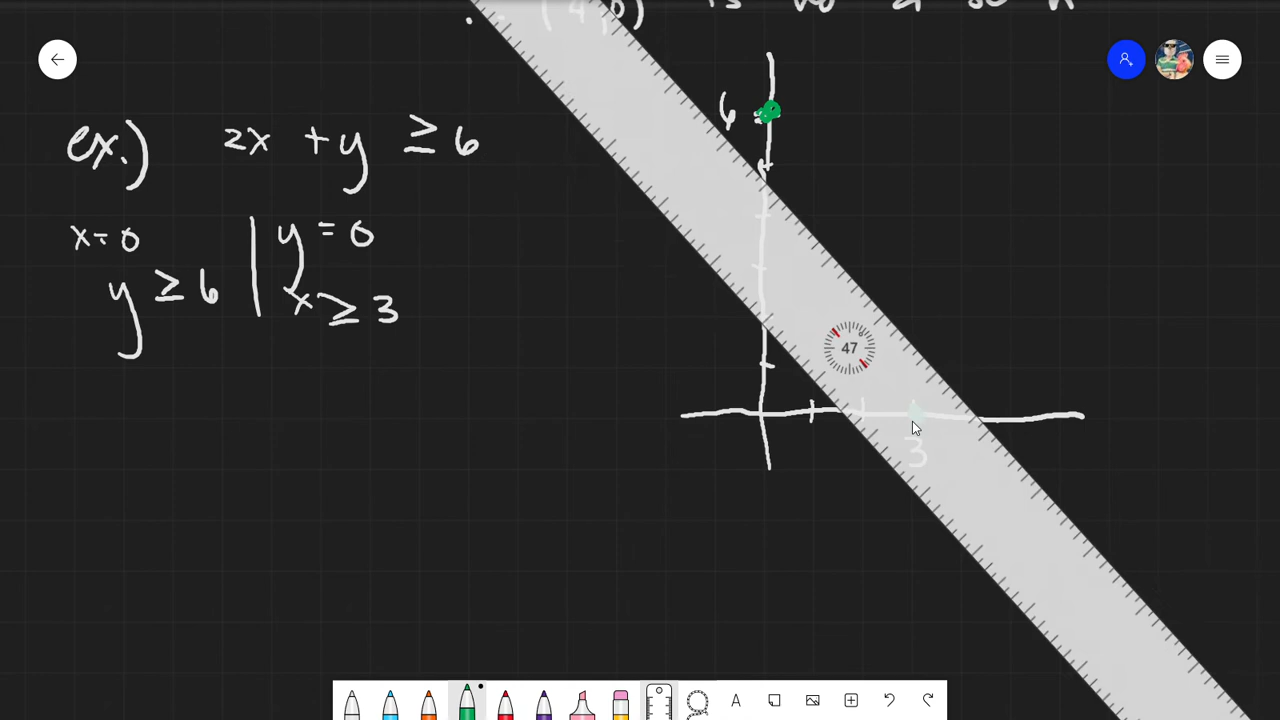 ex.) 2x + y ≥ 6
x = 0 | y = 0
y ≥ 6 | x ≥ 3
6
47
3
A